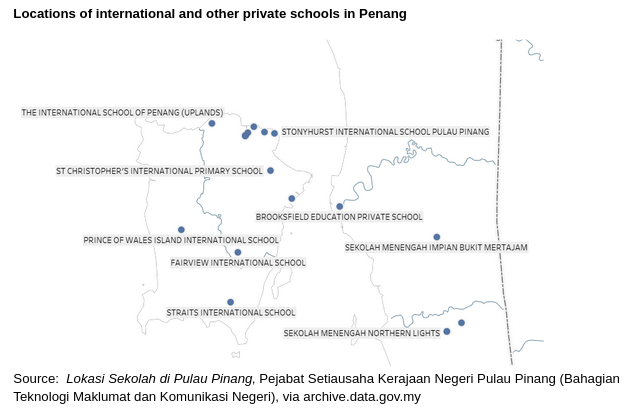 Locations of international and other private schools in Penang
THE INTERNATIONAL SCHOOL OF PENANG (UPLANDS)
STONYHURST INTERNATIONAL SCHOOL PULAU PINANG
ST CHRISTOPHER'S INTERNATIONAL PRIMARY SCHOOL
BROOKSFIELD EDUCATION PRIVATE SCHOOL
PRINCE OF WALES ISLAND INTERNATIONAL SCHOOL
SEKOLAH MENENGAH IMPIAN BUKIT MERTAJAM
FAIRVIEW INTERNATIONAL SCHOOL
STRAITS INTERNATIONAL SCHOOL
SEKOLAH MENENGAH NORTHERN LIGHTS
Source: Lokasi Sekolah di Pulau Pinang, Pejabat Setiausaha Kerajaan Negeri Pulau Pinang (Bahagian
Teknologi Maklumat dan Komunikasi Negeri), via archive.data.gov.my